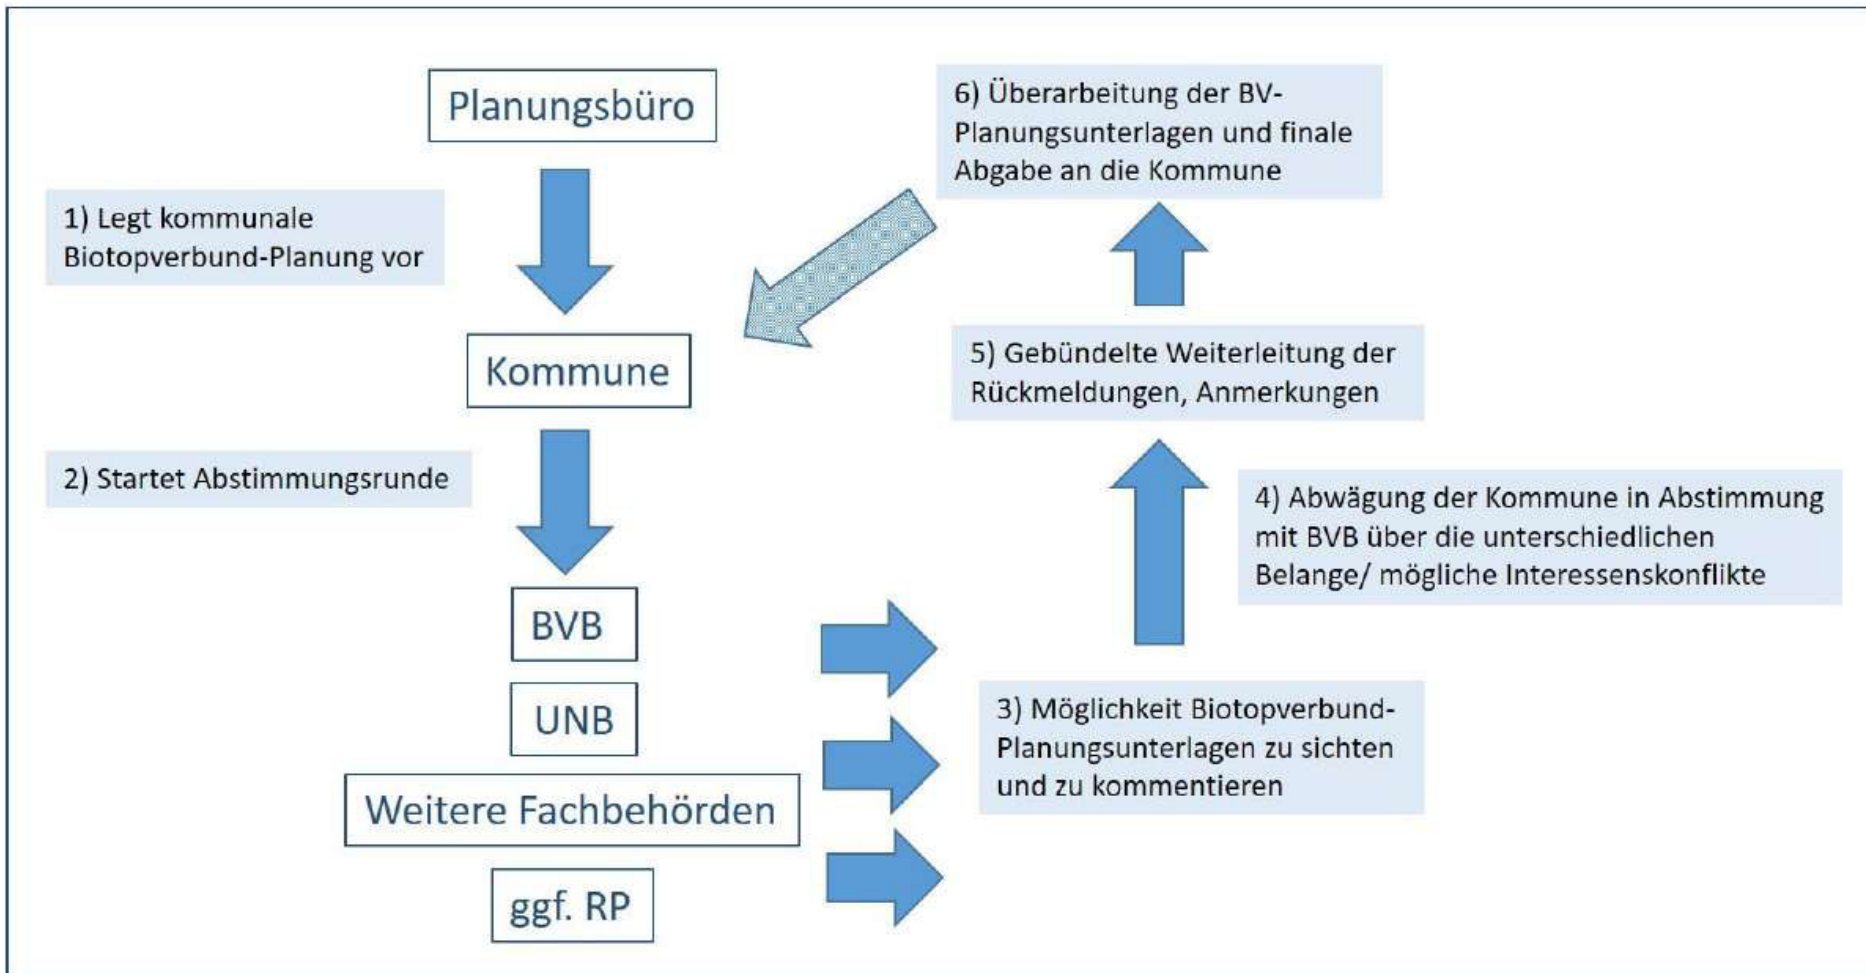 Planungsbüro
1) Legt kommunale
Biotopverbund-Planung vor
Kommune
2) Startet Abstimmungsrunde
BVB
UNB
Weitere Fachbehörden
ggf. RP
3) Möglichkeit Biotopverbund-
Planungsunterlagen zu sichten
und zu kommentieren
4) Abwägung der Kommune in Abstimmung
mit BVB über die unterschiedlichen
Belange/ mögliche Interessenskonflikte
5) Gebündelte Weiterleitung der
Rückmeldungen, Anmerkungen
6) Überarbeitung der BV-
Planungsunterlagen und finale
Abgabe an die Kommune